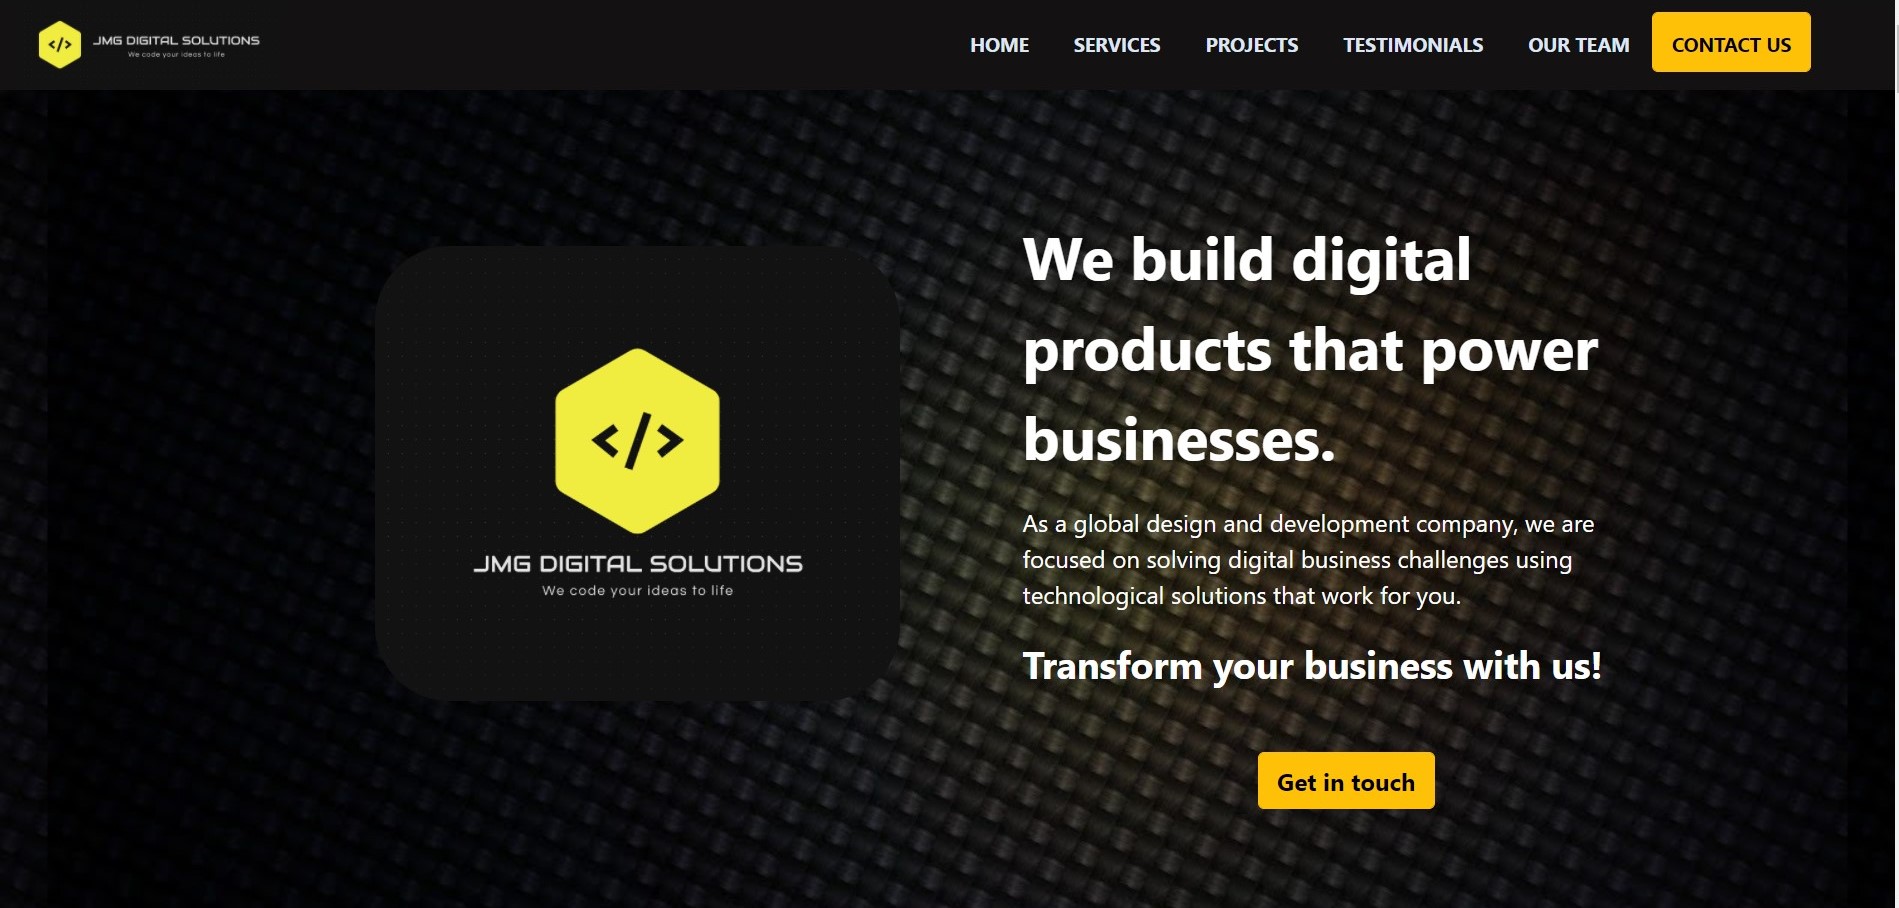 </>
JMG DIGITAL SOLUTIONS
We code your ideas to life
HOME
SERVICES
PROJECTS
TESTIMONIALS
OUR TEAM
CONTACT US
</>
JMG DIGITAL SOLUTIONS
We code your ideas to life
We build digital
products that power
businesses.
As a global design and development company, we are
focused on solving digital business challenges using
technological solutions that work for you.
Transform your business with us!
Get in touch